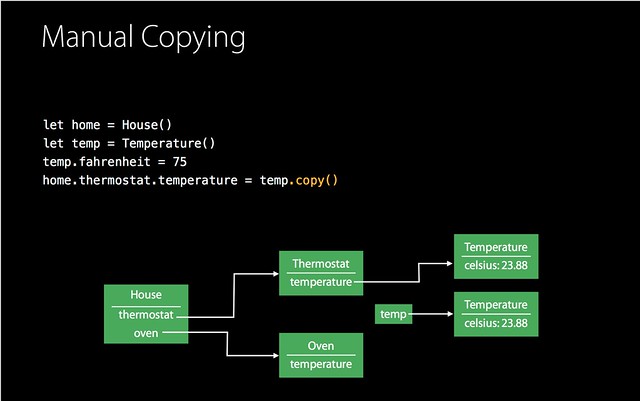 Manual Copying
let home = House()
let temp = Temperature()
temp.fahrenheit = 75
home.thermostat.temperature = temp.copy()
House
thermostat
oven
Thermostat
temperature
Oven
temperature
Temperature
celsius: 23.88
temp
Temperature
celsius: 23.88